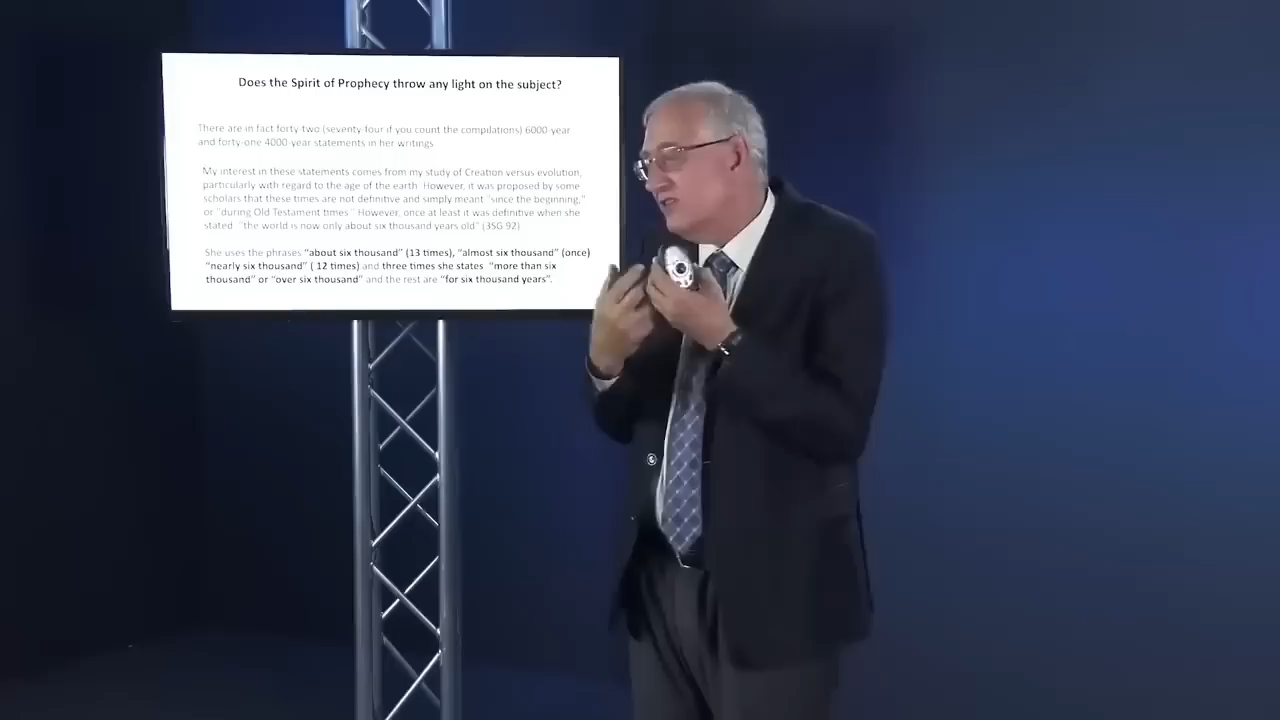 Does the Spirit of Prophecy throw any light on the subject?
There are in fact forty two (seventy four if you count the compilations) 6000-year
and forty-one 4000-year statements in her writings
My interest in these statements comes from my study of Creation versus evolution,
particularly with regard to the age of the earth However, it was proposed by some
scholars that these times are not definitive and simply meant "since the beginning,"
or "during Old Testament times." However, once at least it was definitive when she
stated "the world is now only about six thousand years old" (3SG 92)
She uses the phrases "about six thousand" (13 times), "almost six thousand" (once)
"nearly six thousand" ( 12 times) and three times she states "more than six
thousand" or "over six thousand" and the rest are "for six thousand years".